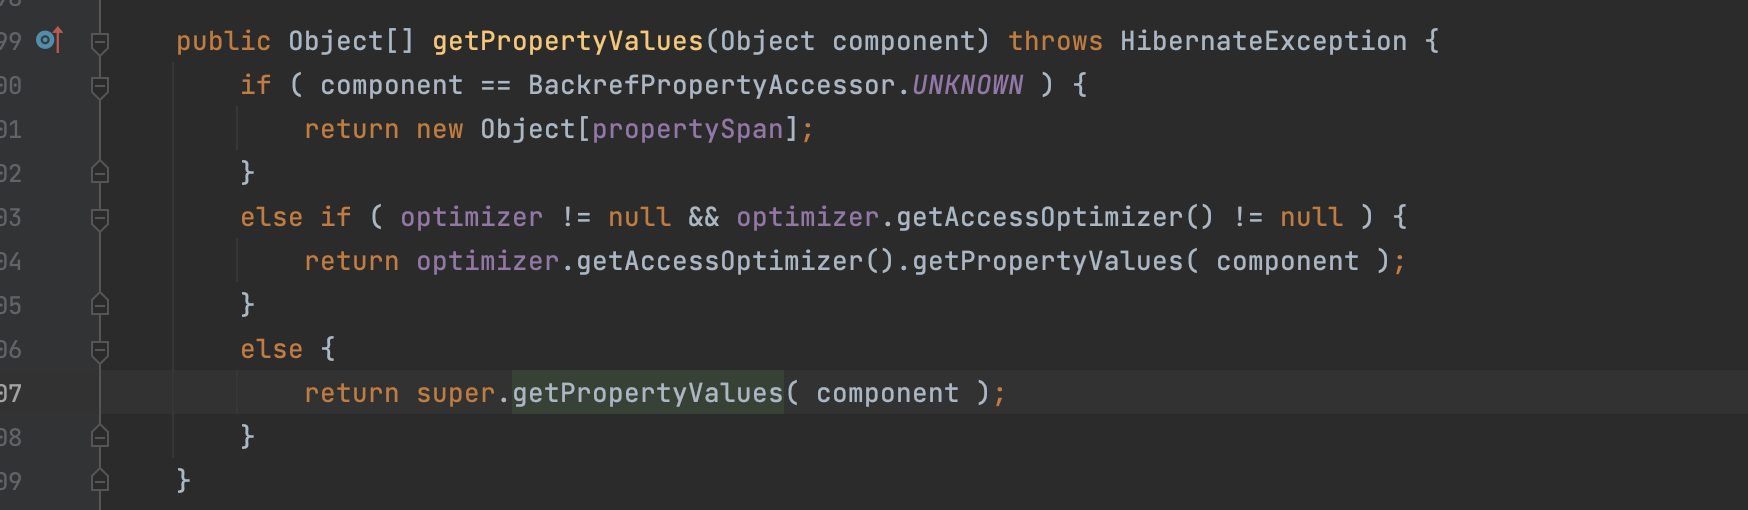 99 public Object[] getPropertyValues(Object component) throws HibernateException {
00 if ( component == BackrefPropertyAccessor.UNKNOWN ) {
01 return new Object[propertySpan];
02 }
03 else if ( optimizer != null && optimizer.getAccessOptimizer() != null ) {
04 return optimizer.getAccessOptimizer().getPropertyValues( component );
05 }
06 else {
07 return super.getPropertyValues( component );
08 }
09 }